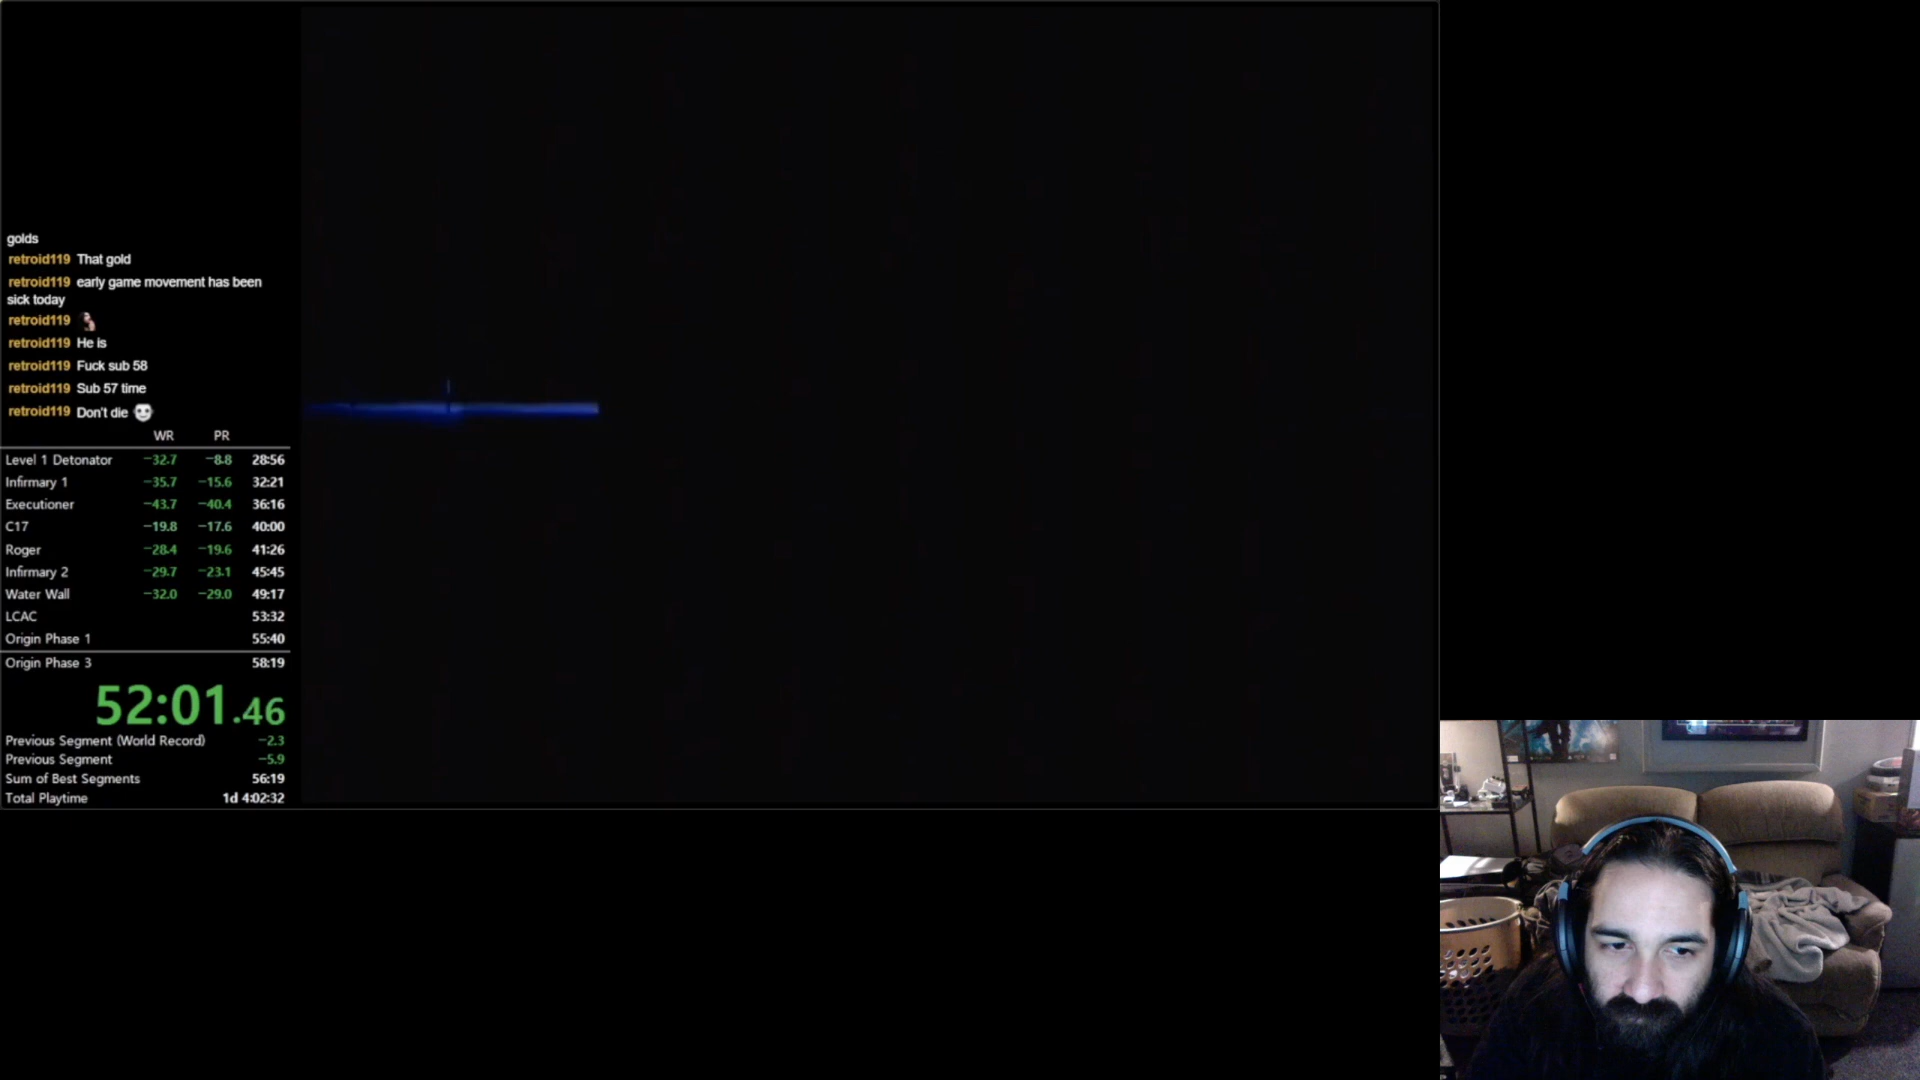 golds
retroid119 That gold
retroid119 early game movement has been
sick today
retroid119
retroid119 He is
retroid119 Fuck sub 58
retroid119 Sub 57 time
retroid119 Don't die
WR PR
Level 1 Detonator −32.7 −8.8 28:56
Infirmary 1 −35.7 −15.6 32:21
Executioner −43.7 −40.4 36:16
C17 −19.8 −17.6 40:00
Roger −28.4 −19.6 41:26
Infirmary 2 −29.7 −23.1 45:45
Water Wall −32.0 −29.0 49:17
LCAC 53:32
Origin Phase 1 55:40
Origin Phase 3 58:19
52:01.46
Previous Segment (World Record) −2.3
Previous Segment −5.9
Sum of Best Segments 56:19
Total Playtime 1d 4:02:32